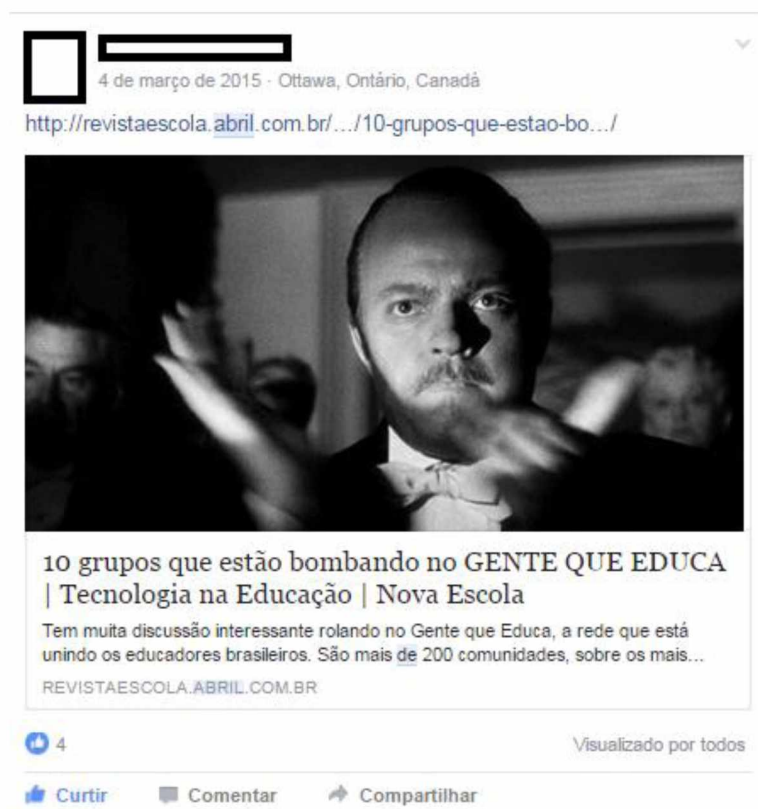 4 de março de 2015 · Ottawa, Ontário, Canadá
http://revistaescola.abril.com.br/.../10-grupos-que-estao-bo.../
10 grupos que estão bombando no GENTE QUE EDUCA
| Tecnologia na Educação | Nova Escola
Tem muita discussão interessante rolando no Gente que Educa, a rede que está
unindo os educadores brasileiros. São mais de 200 comunidades, sobre os mais...
REVISTAESCOLA.ABRIL.COM.BR
4
Visualizado por todos
Curtir Comentar Compartilhar